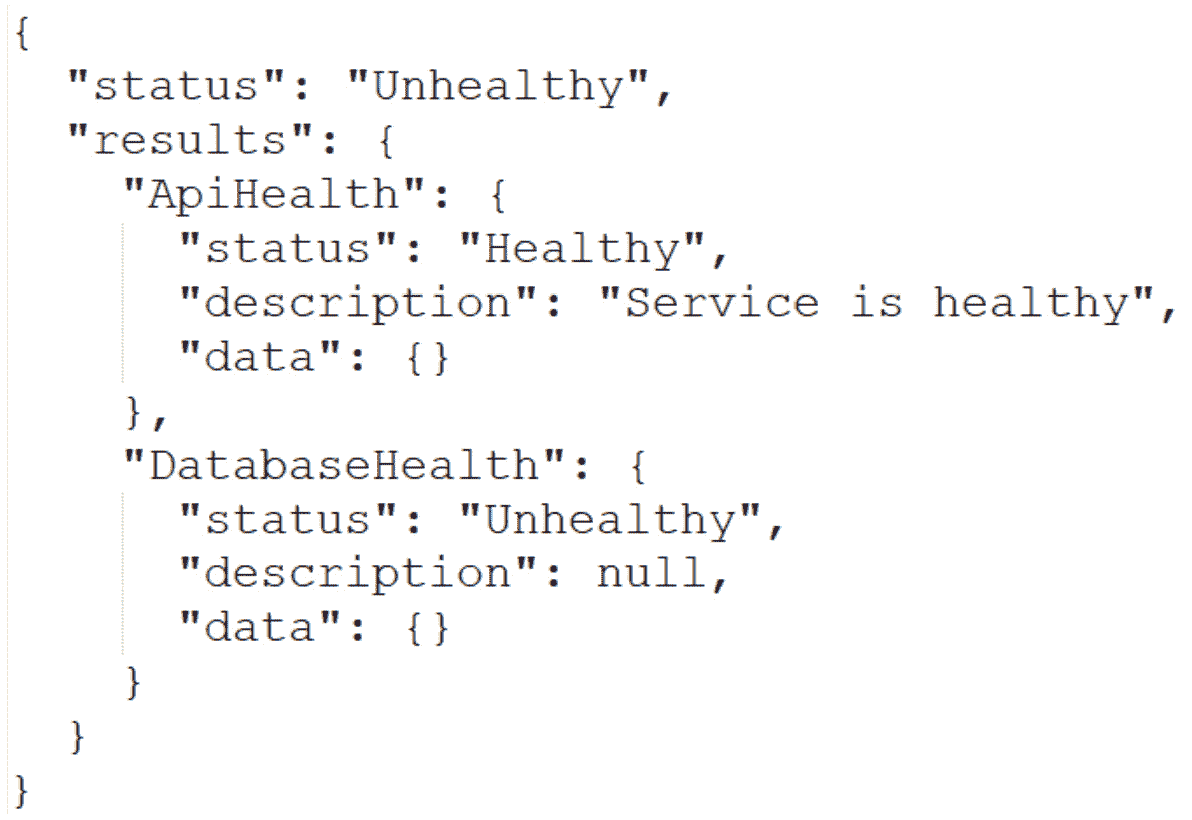 {
  "status": "Unhealthy",
  "results": {
    "ApiHealth": {
      "status": "Healthy",
      "description": "Service is healthy",
      "data": {}
    },
    "DatabaseHealth": {
      "status": "Unhealthy",
      "description": null,
      "data": {}
    }
  }
}